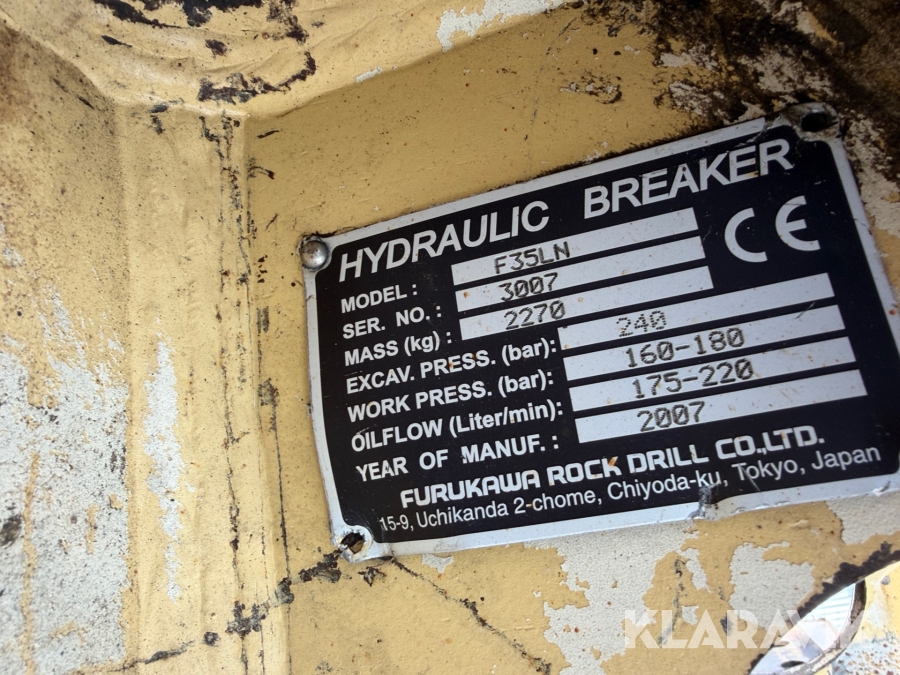 HYDRAULIC BREAKER
MODEL : F35LN
SER. NO. : 3007
MASS (kg) : 2270
EXCAV. PRESS. (bar): 240
WORK PRESS. (bar): 160-180
OILFLOW (Liter/min): 175-220
YEAR OF MANUF. : 2007
CE
FURUKAWA ROCK DRILL CO.,LTD.
15-9, Uchikanda 2-chome, Chiyoda-ku, Tokyo, Japan